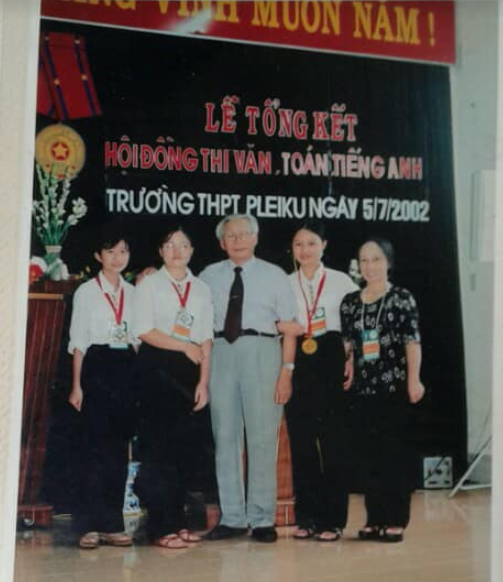 VINH MUÔN NĂM !
LỄ TỔNG KẾT
HỘI ĐỒNG THI VĂN, TOÁN TIẾNG ANH
TRƯỜNG THPT PLEIKU NGÀY 5/7/2002